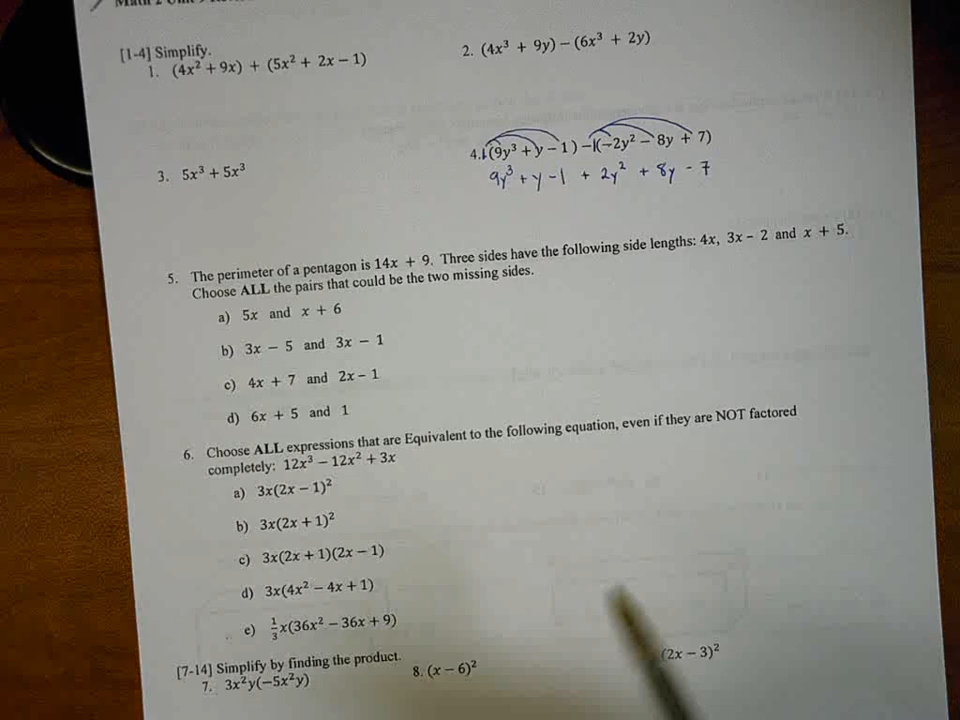 Math 2 Unit
[1-4] Simplify.
1. (4x² + 9x) + (5x² + 2x – 1)
2. (4x³ + 9y) – (6x³ + 2y)
3. 5x³ + 5x³
4. 1(9y³ + y – 1) –1(–2y² – 8y + 7)
9y³ + y - 1 + 2y² + 8y - 7
5. The perimeter of a pentagon is 14x + 9. Three sides have the following side lengths: 4x, 3x – 2 and x + 5.
Choose ALL the pairs that could be the two missing sides.
a) 5x and x + 6
b) 3x – 5 and 3x – 1
c) 4x + 7 and 2x – 1
d) 6x + 5 and 1
6. Choose ALL expressions that are Equivalent to the following equation, even if they are NOT factored
completely: 12x³ – 12x² + 3x
a) 3x(2x – 1)²
b) 3x(2x + 1)²
c) 3x(2x + 1)(2x – 1)
d) 3x(4x² – 4x + 1)
e) ⅓x(36x² – 36x + 9)
[7-14] Simplify by finding the product.
7. 3x²y(–5x²y)
8. (x – 6)²
(2x – 3)²